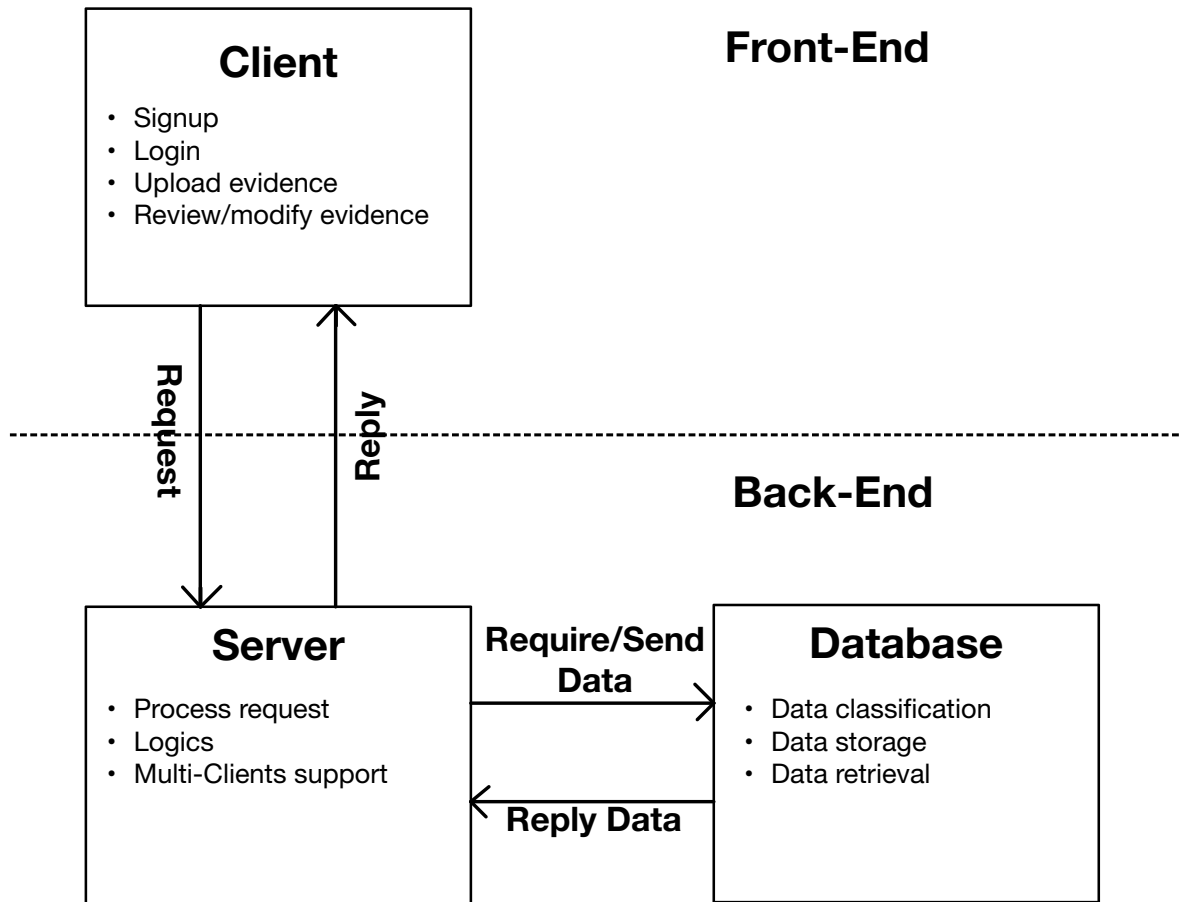 Client
Front-End
• Signup
• Login
• Upload evidence
• Review/modify evidence
Request
Reply
Back-End
Server
Require/Send
Data
Database
• Process request
• Logics
• Multi-Clients support
• Data classification
• Data storage
• Data retrieval
Reply Data